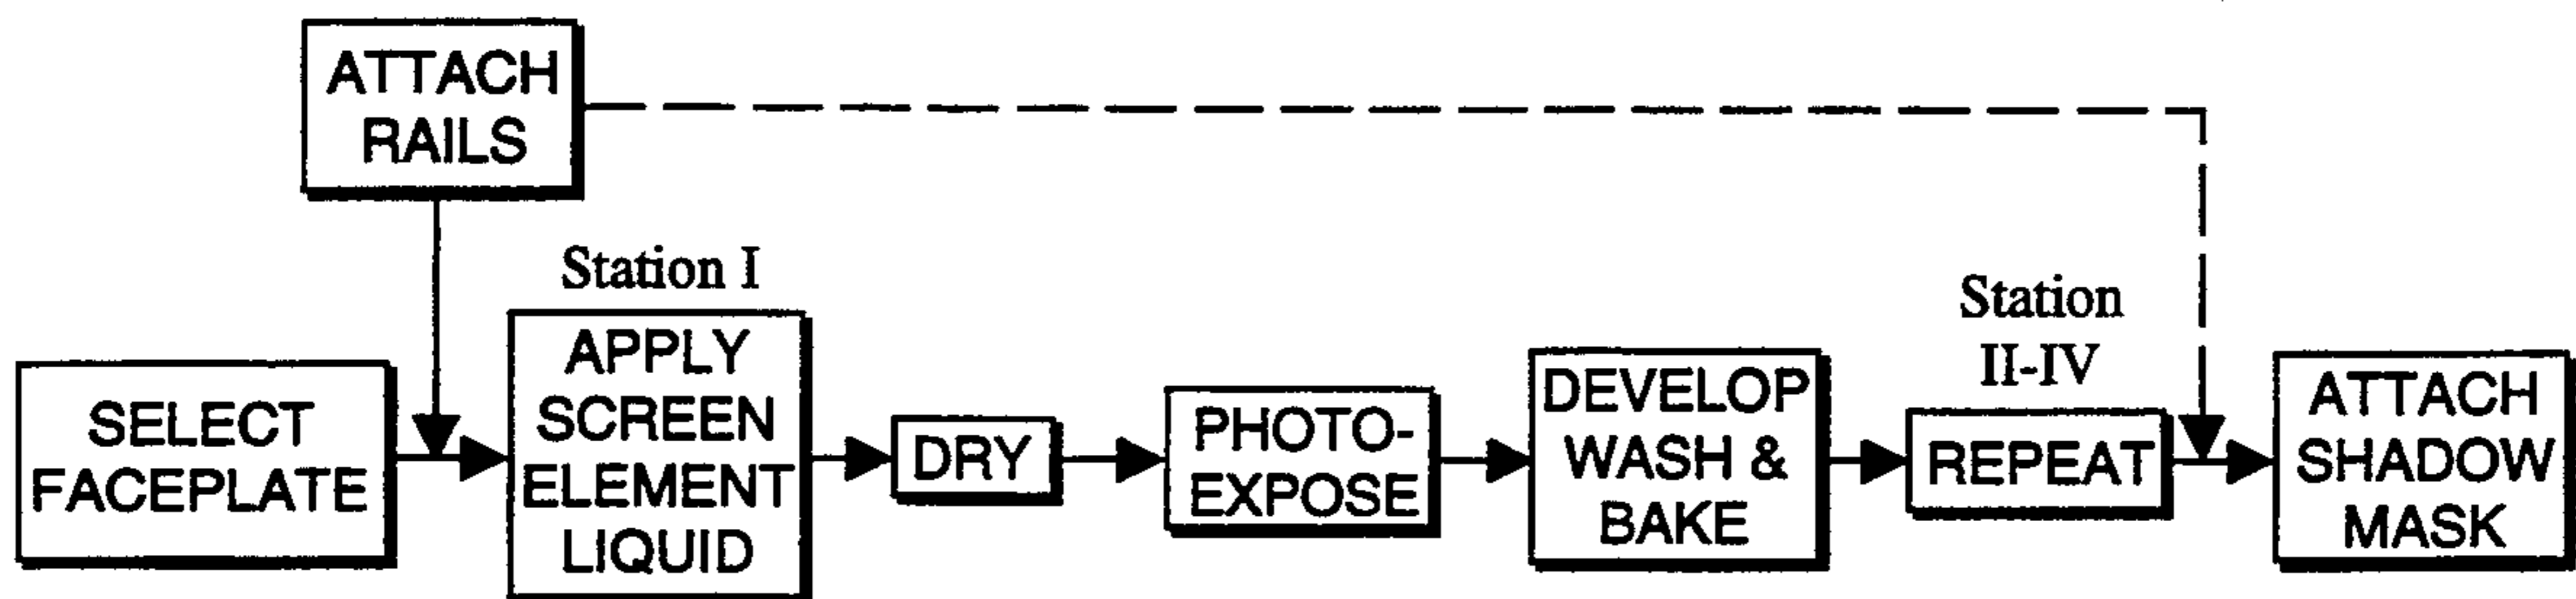 ATTACH
RAILS
Station I
Station
II-IV
SELECT
FACEPLATE
APPLY
SCREEN
ELEMENT
LIQUID
DRY
PHOTO-
EXPOSE
DEVELOP
WASH &
BAKE
REPEAT
ATTACH
SHADOW
MASK